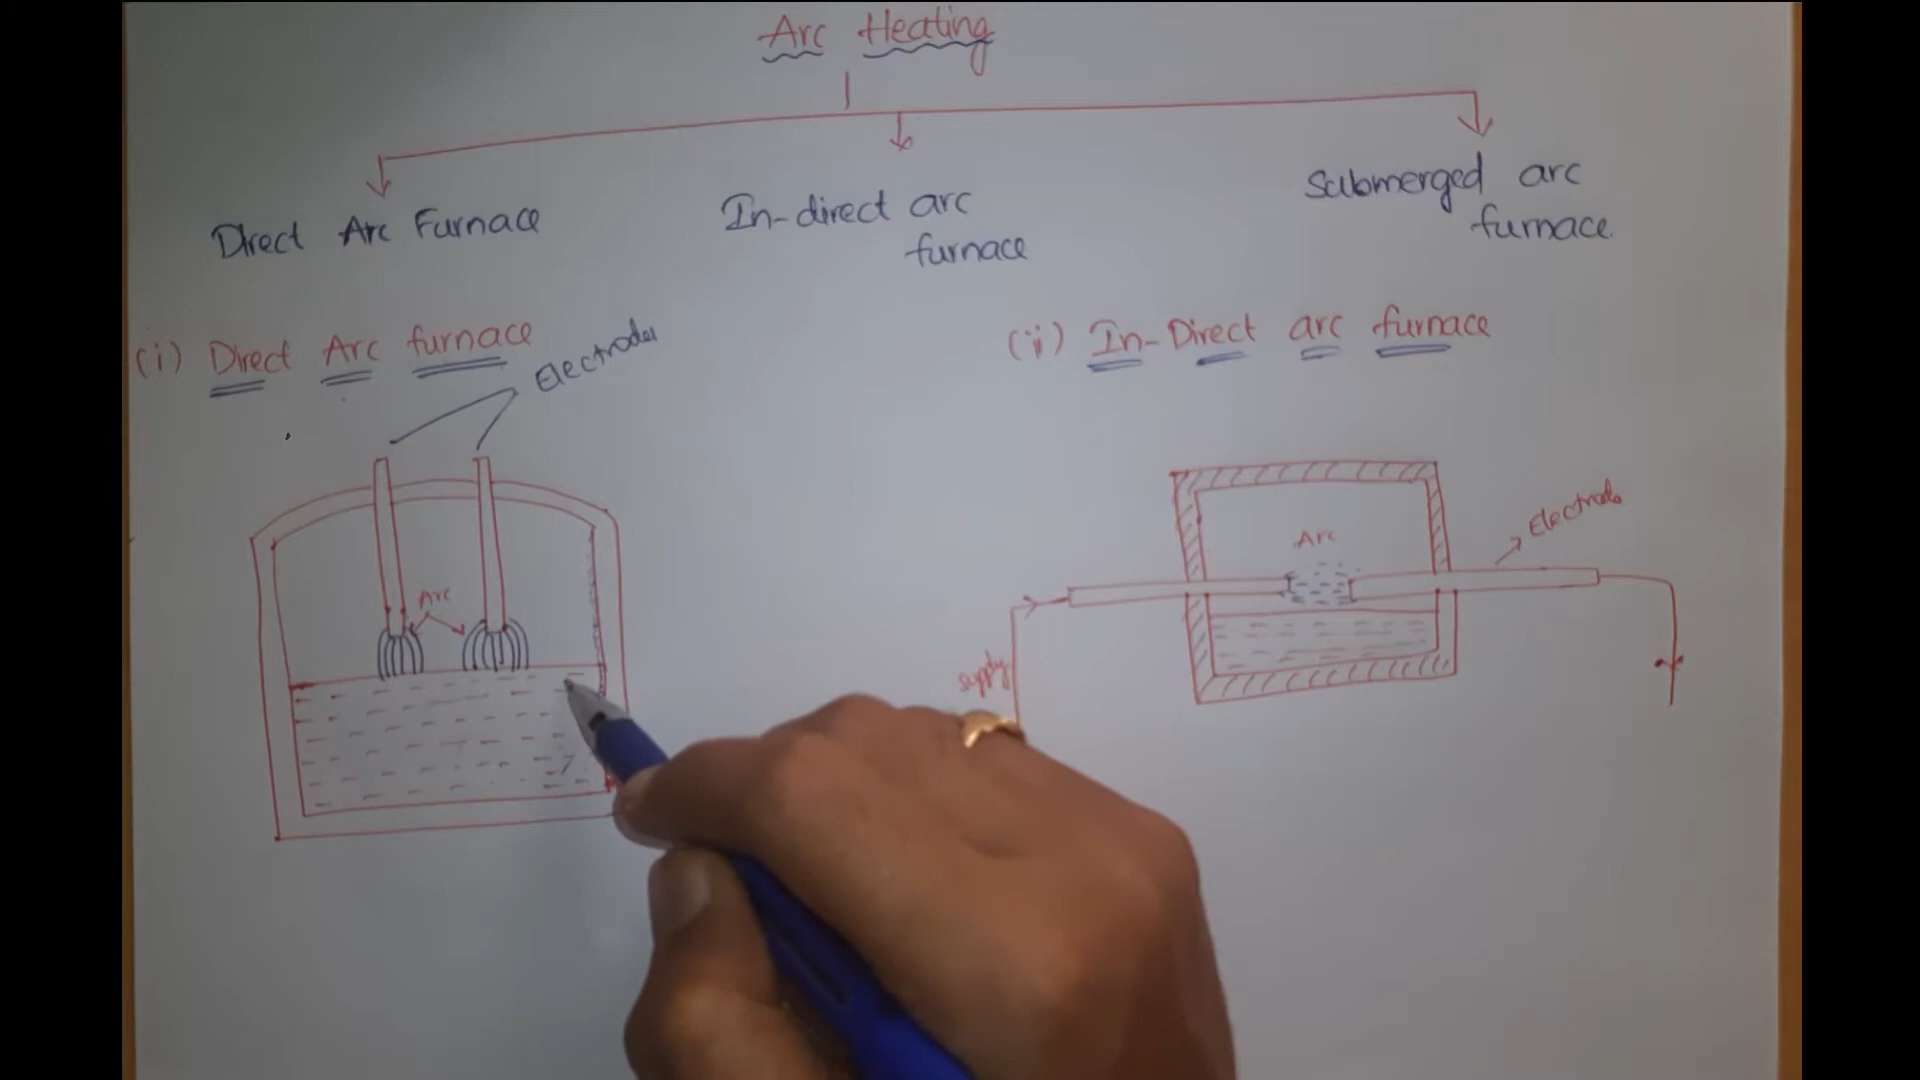 Arc Heating
Direct Arc Furnace
In-direct arc
furnace
Submerged arc
furnace
(i) Direct Arc furnace
Electrodes
Arc
(ii) In-Direct arc furnace
Arc
Electrode
supply